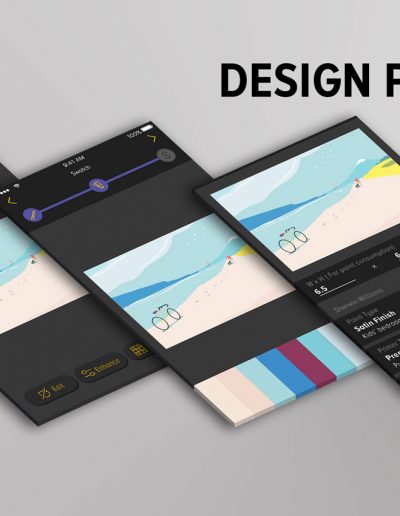 DESIGN P
100%
9:41 AM
Swatch
Edit
Enhance
W x H ( For paint consumption)
6.5 x 6
Sherwin-Williams
Paint Type
Satin Finish
Kids' bedroom
Primer
Pre